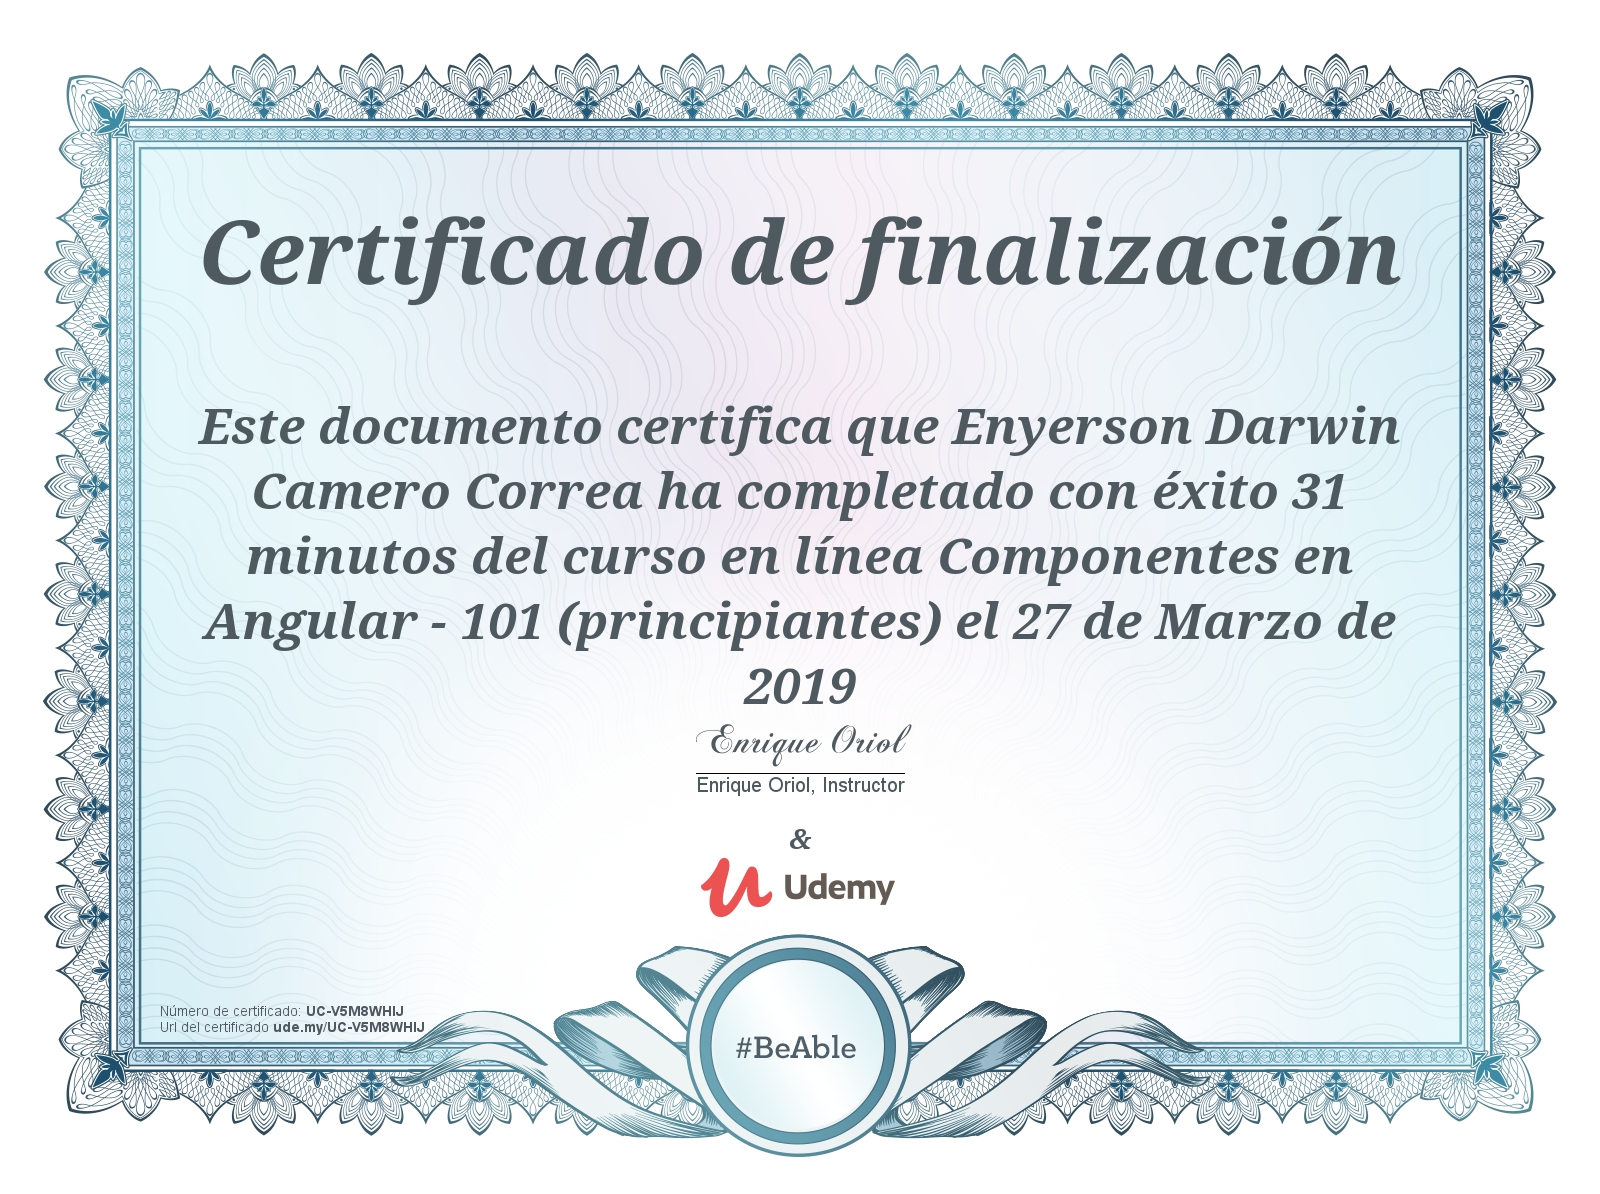 Certificado de finalización
Este documento certifica que Enyerson Darwin
Camero Correa ha completado con éxito 31
minutos del curso en línea Componentes en
Angular - 101 (principiantes) el 27 de Marzo de
2019
Enrique Oriol
Enrique Oriol, Instructor
&
Udemy
Número de certificado: UC-V5M8WHIJ
Url del certificado ude.my/UC-V5M8WHIJ
#BeAble